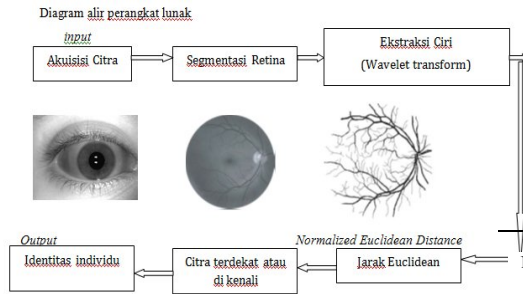 Diagram alir perangkat lunak
input
Akuisisi Citra
Segmentasi Retina
Ekstraksi Ciri
(Wavelet transform)
Output
Normalized Euclidean Distance
Identitas individu
Citra terdekat atau
di kenali
Jarak Euclidean